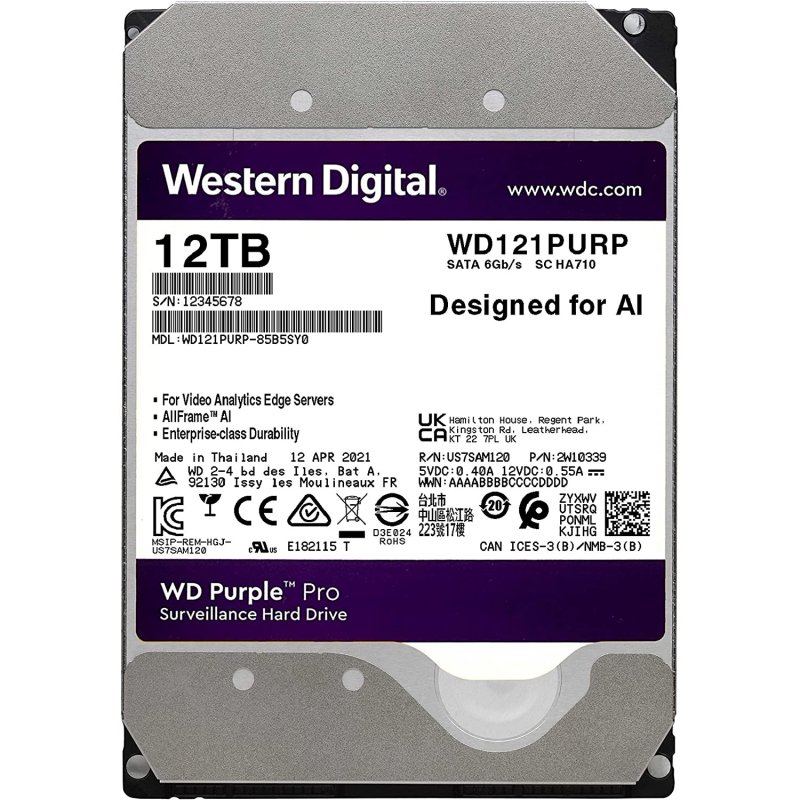 Western Digital®
www.wdc.com
12TB
WD121PURP
SATA 6Gb/s SC HA710
S/N: 12345678
Designed for AI
MDL: WD121PURP-85B5SY0
▪ For Video Analytics Edge Servers
▪ AllFrame™ AI
▪ Enterprise-class Durability
UK
CA
Hamilton House, Regent Park,
Kingston Rd, Leatherhead,
KT 22 7PL UK
Made in Thailand 12 APR 2021
R/N: US7SAM120 P/N: 2W10339
WD 2-4 bd des Iles, Bat A,
92130 Issy les Moulineaux FR
5VDC: 0.40A 12VDC: 0.55A
WWN: AAAABBBBCCCCDDDD
CE
台北市
中山區松江路
223號17樓
20
ZYXWV
UTSRQ
PONML
KJIHG
D3E024
RoHS
MSIP-REM-HGJ-
US7SAM120
c RU us E182115 T
CAN ICES-3(B)/NMB-3(B)
WD Purple™ Pro
Surveillance Hard Drive